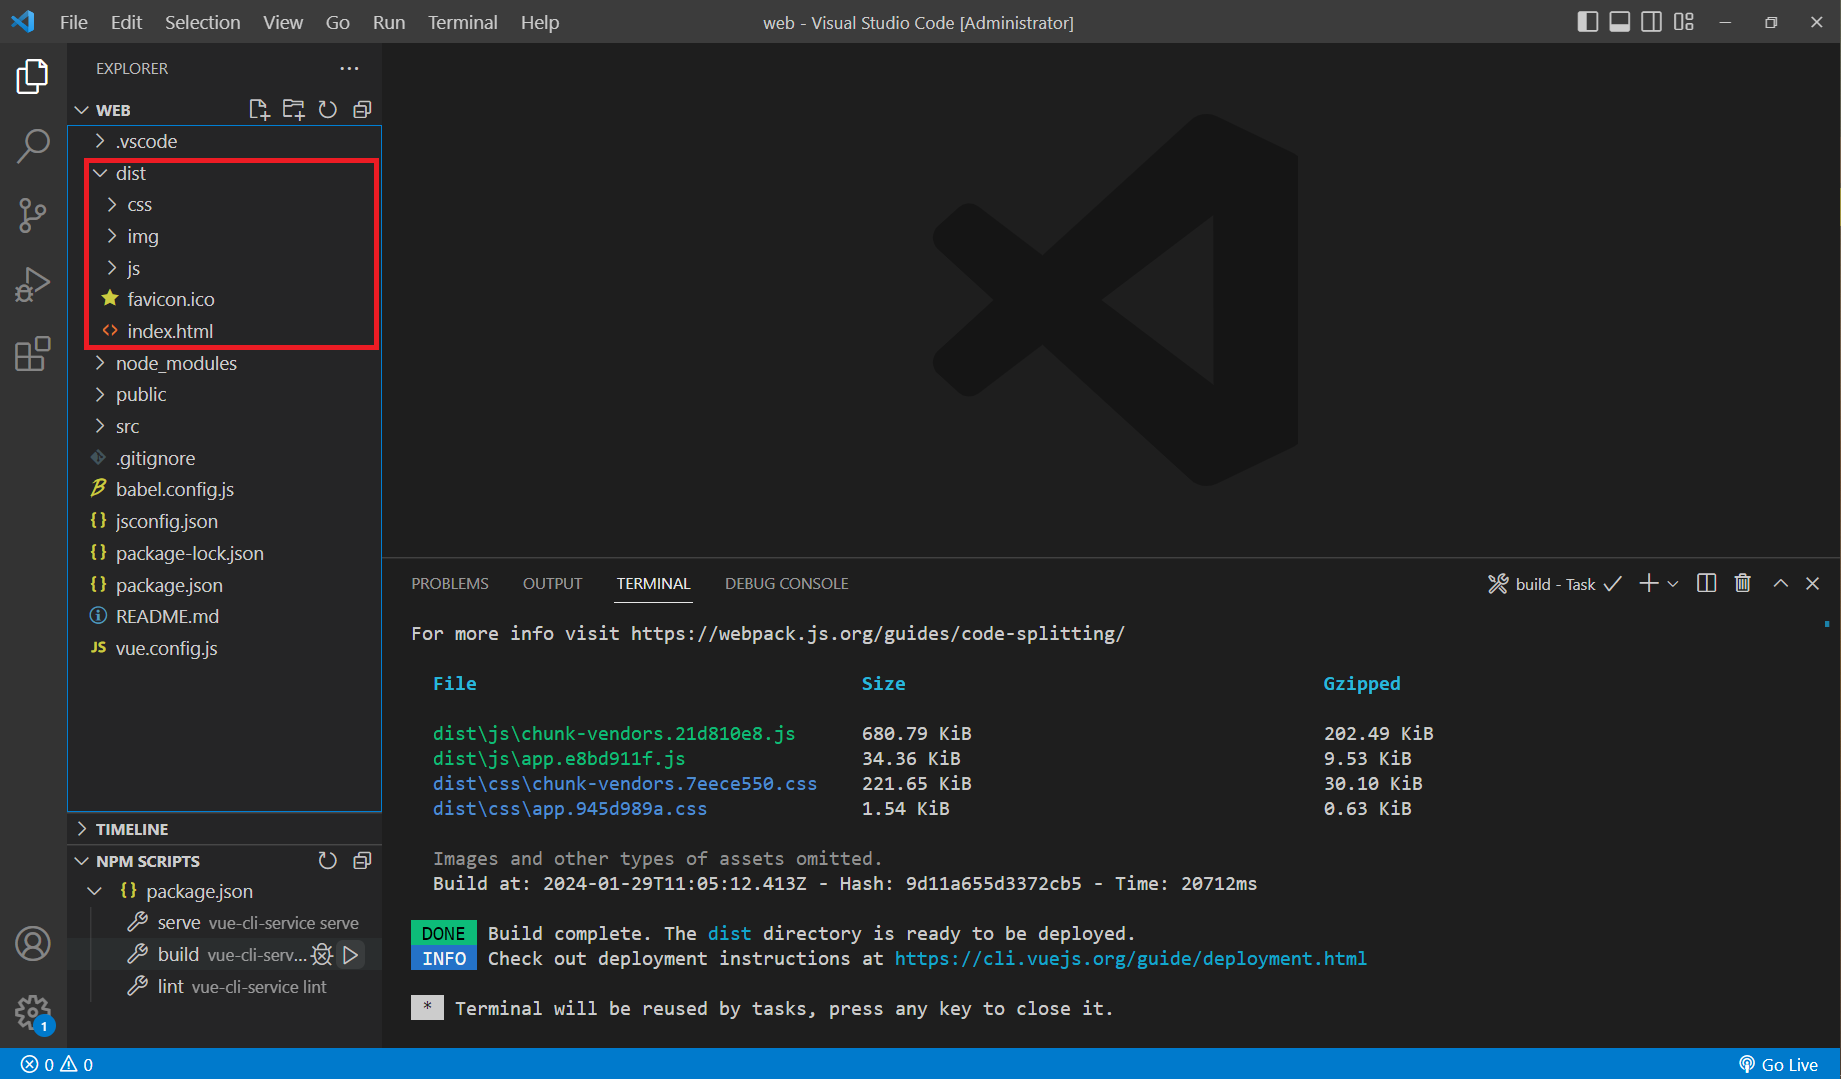 File Edit Selection View Go Run Terminal Help
web - Visual Studio Code [Administrator]
EXPLORER
WEB
.vscode
dist
css
img
js
favicon.ico
index.html
node_modules
public
src
.gitignore
babel.config.js
jsconfig.json
package-lock.json
package.json
README.md
JS vue.config.js
TIMELINE
NPM SCRIPTS
package.json
serve vue-cli-service serve
build vue-cli-serv...
lint vue-cli-service lint
PROBLEMS OUTPUT TERMINAL DEBUG CONSOLE
build - Task
For more info visit https://webpack.js.org/guides/code-splitting/
File Size Gzipped
dist\js\chunk-vendors.21d810e8.js 680.79 KiB 202.49 KiB
dist\js\app.e8bd911f.js 34.36 KiB 9.53 KiB
dist\css\chunk-vendors.7eece550.css 221.65 KiB 30.10 KiB
dist\css\app.945d989a.css 1.54 KiB 0.63 KiB
Images and other types of assets omitted.
Build at: 2024-01-29T11:05:12.413Z - Hash: 9d11a655d3372cb5 - Time: 20712ms
DONE Build complete. The dist directory is ready to be deployed.
INFO Check out deployment instructions at https://cli.vuejs.org/guide/deployment.html
* Terminal will be reused by tasks, press any key to close it.
1
0 0
Go Live